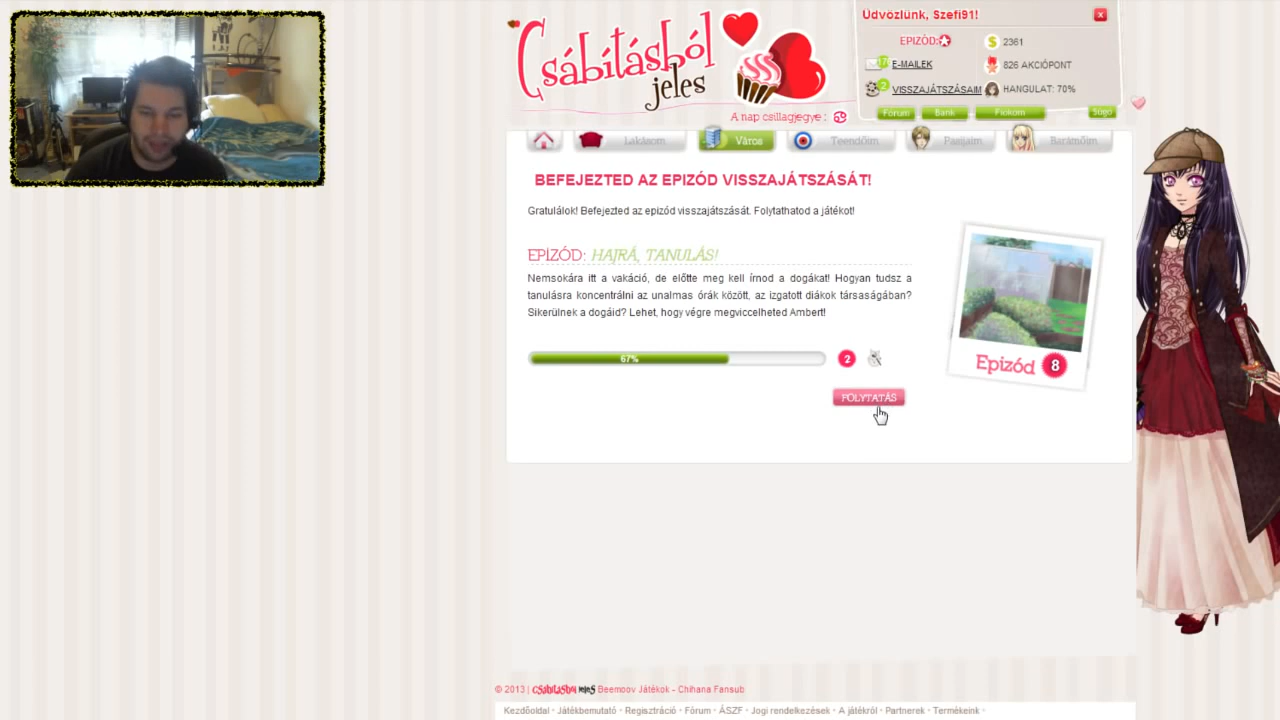 Csábításból
jeles
A nap csillagjegye :
Üdvözlünk, Szefi91!
EPIZÓD:
2361
E-MAILEK
826 AKCIÓPONT
2
VISSZAJÁTSZÁSAIM
HANGULAT: 70%
Fórum
Bank
Fiókom
Súgó
Lakásom
Város
Teendőim
Pasijaim
Barátnőim
BEFEJEZTED AZ EPIZÓD VISSZAJÁTSZÁSÁT!
Gratulálok! Befejezted az epizód visszajátszását. Folytathatod a játékot!
EPIZÓD: HAJRÁ, TANULÁS!
Nemsokára itt a vakáció, de előtte meg kell írnod a dogákat! Hogyan tudsz a
tanulásra koncentrálni az unalmas órák között, az izgatott diákok társaságában?
Sikerülnek a dogáid? Lehet, hogy végre megviccelheted Ambert!
67%
2
FOLYTATÁS
Epizód 8
© 2013 | Csábításból jeles Beemoov Játékok - Chihana Fansub
Kezdőoldal - Játékbemutató - Regisztráció - Fórum - ÁSZF - Jogi rendelkezések - A játékról - Partnerek - Termékeink -